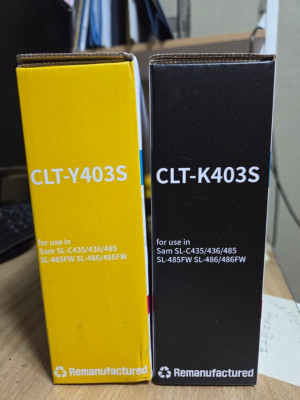 CLT-Y403S
for use in
Sam SL-C435/436/485
SL-485FW SL-486/486FW
Remanufactured
CLT-K403S
for use in
Sam SL-C435/436/485
SL-485FW SL-486/486FW
Remanufactured